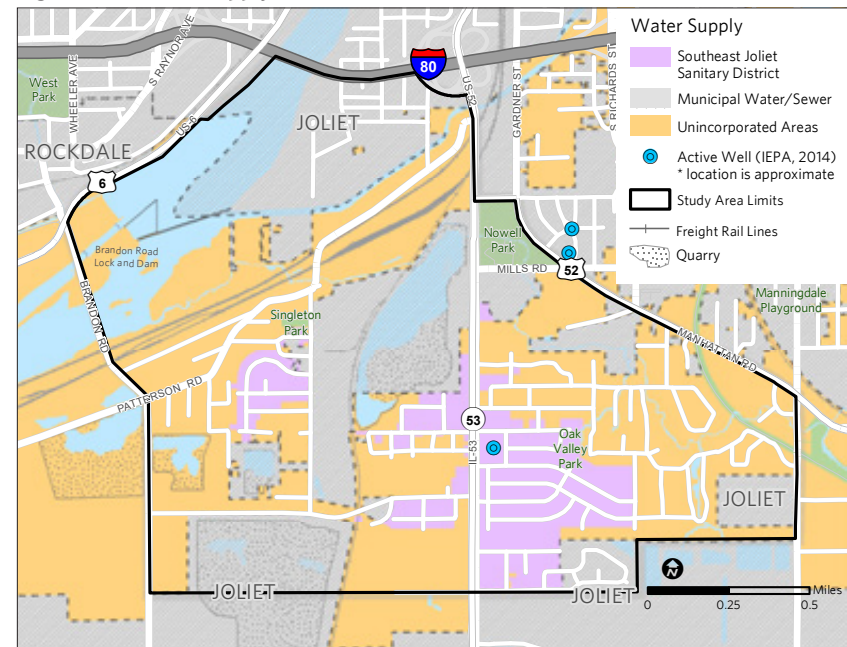 Water Supply
Southeast Joliet
Sanitary District
Municipal Water/Sewer
Unincorporated Areas
Active Well (IEPA, 2014)
* location is approximate
Study Area Limits
Freight Rail Lines
Quarry
80
West
Park
WHEELER AVE
S RAYNOR AVE
US-6
US-52
GARDNER ST
S RICHARDS ST
JOLIET
ROCKDALE
6
Brandon Road
Lock and Dam
Nowell
Park
MILLS RD
52
BRANDON RD
Singleton
Park
Manningdale
Playground
MANHATTAN RD
PATTERSON RD
53
IL-53
Oak
Valley
Park
JOLIET
JOLIET
JOLIET
N
Miles
0
0.25
0.5